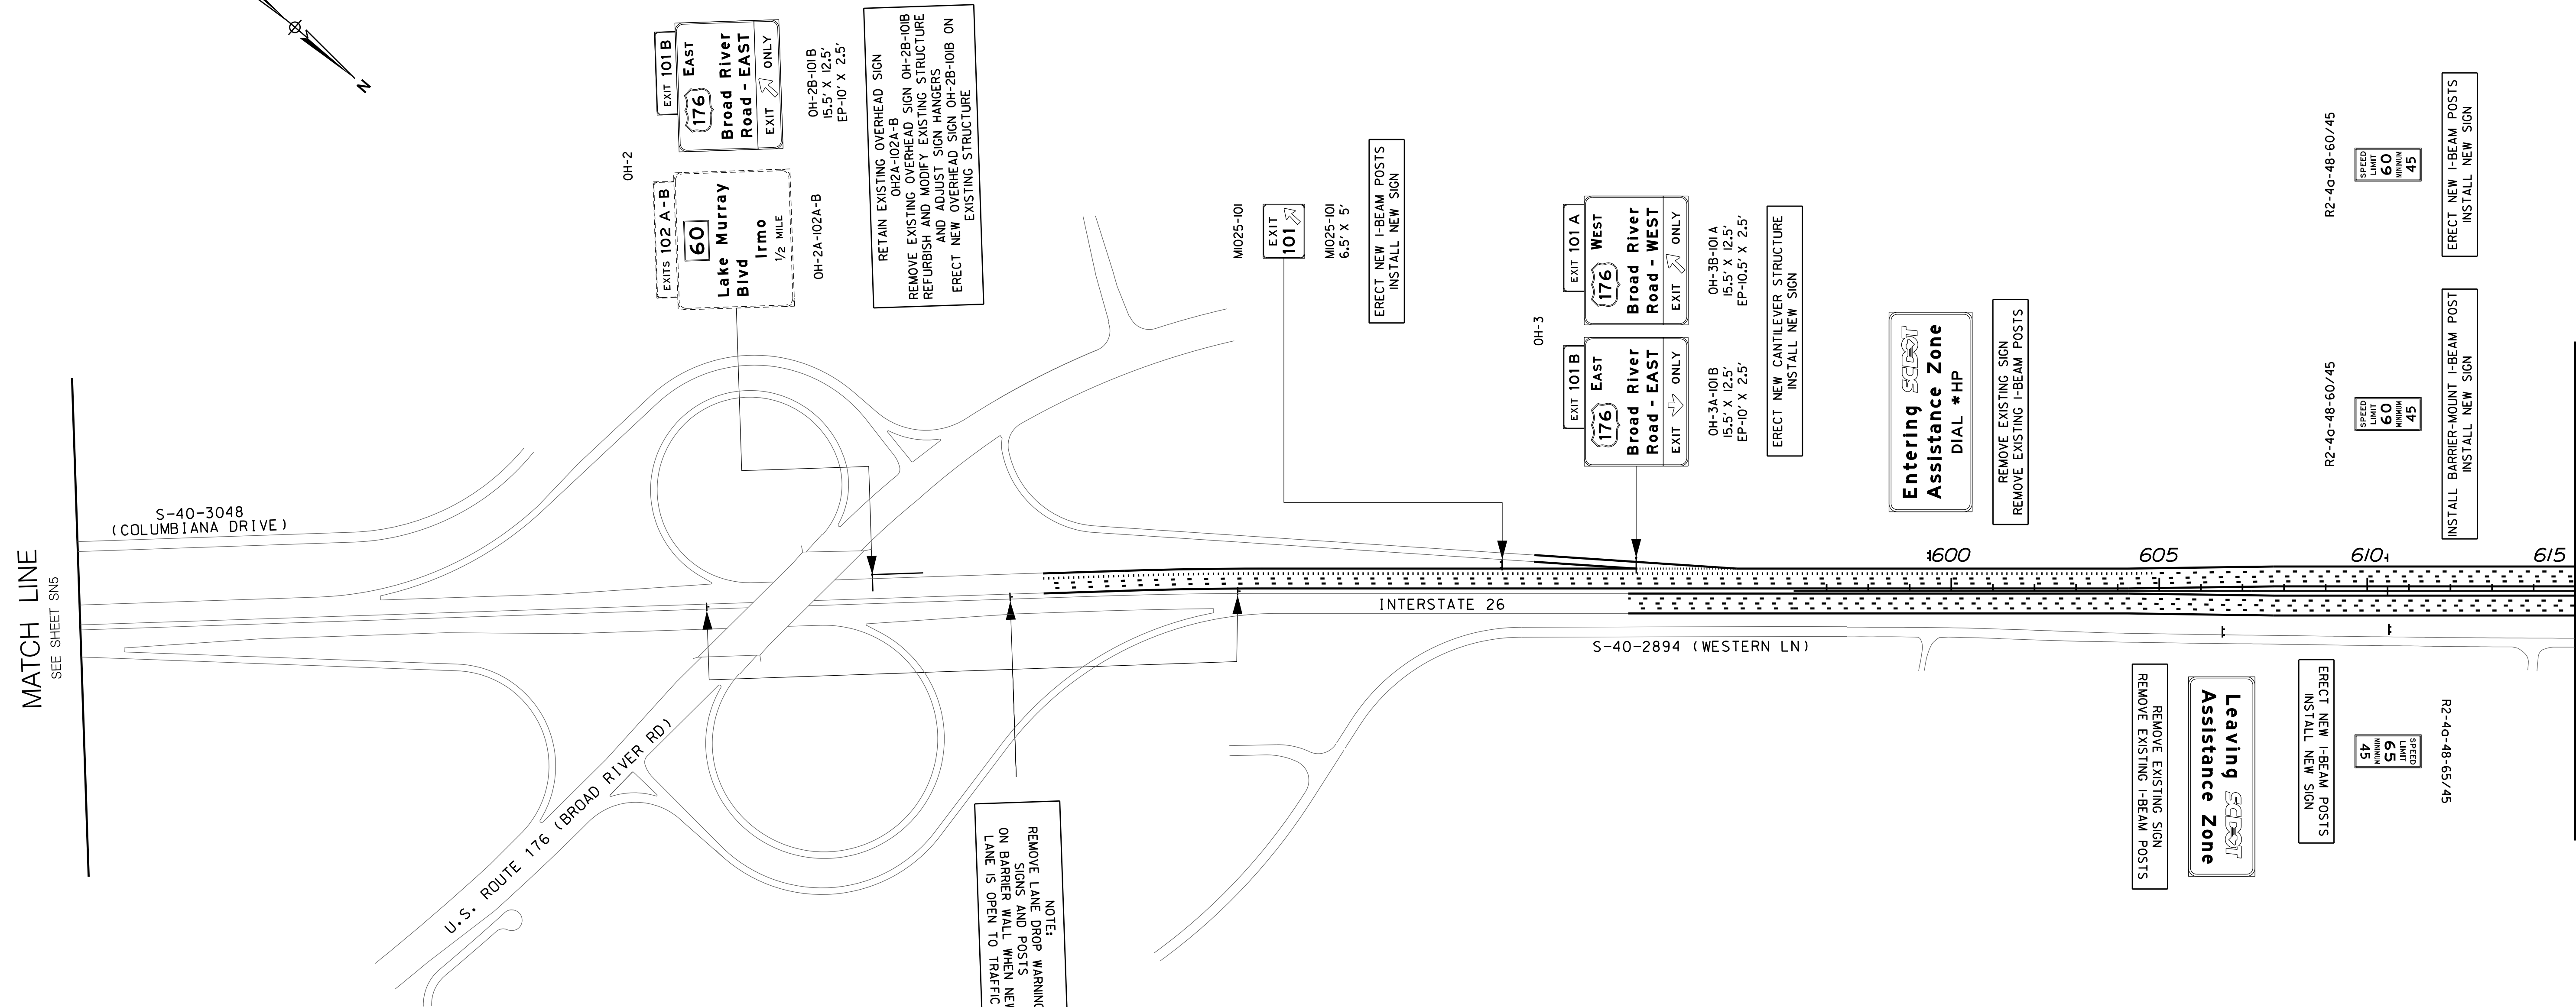 N
MATCH LINE
SEE SHEET SN5
S-40-3048
(COLUMBIANA DRIVE)
OH-2
EXIT 101 B
176 EAST
Broad River
Road - EAST
EXIT ONLY
OH-2B-101B
15.5' X 12.5'
EP-10' X 2.5'
EXITS 102 A-B
60
Lake Murray
Blvd
Irmo
1/2 MILE
OH-2A-102A-B
RETAIN EXISTING OVERHEAD SIGN
OH2A-102A-B
REMOVE EXISTING OVERHEAD SIGN OH-2B-101B
REFURBISH AND MODIFY EXISTING STRUCTURE
AND ADJUST SIGN HANGERS
ERECT NEW OVERHEAD SIGN OH-2B-101B ON
EXISTING STRUCTURE
M1025-101
EXIT
101
M1025-101
6.5' X 5'
ERECT NEW I-BEAM POSTS
INSTALL NEW SIGN
OH-3
EXIT 101 A
176 WEST
Broad River
Road - WEST
EXIT ONLY
OH-3B-101A
15.5' X 12.5'
EP-10.5' X 2.5'
EXIT 101 B
176 EAST
Broad River
Road - EAST
EXIT ONLY
OH-3A-101B
15.5' X 12.5'
EP-10' X 2.5'
ERECT NEW CANTILEVER STRUCTURE
INSTALL NEW SIGN
Entering SCDOT
Assistance Zone
DIAL *HP
REMOVE EXISTING SIGN
REMOVE EXISTING I-BEAM POSTS
R2-4a-48-60/45
SPEED
LIMIT
60
MINIMUM
45
ERECT NEW I-BEAM POSTS
INSTALL NEW SIGN
R2-4a-48-60/45
SPEED
LIMIT
60
MINIMUM
45
INSTALL BARRIER-MOUNT I-BEAM POST
INSTALL NEW SIGN
600
605
610
615
INTERSTATE 26
S-40-2894 (WESTERN LN)
U.S. ROUTE 176 (BROAD RIVER RD)
NOTE:
REMOVE LANE DROP WARNING
SIGNS AND POSTS
ON BARRIER WALL WHEN NEW
LANE IS OPEN TO TRAFFIC
REMOVE EXISTING SIGN
REMOVE EXISTING I-BEAM POSTS
Leaving SCDOT
Assistance Zone
ERECT NEW I-BEAM POSTS
INSTALL NEW SIGN
SPEED
LIMIT
65
MINIMUM
45
R2-4a-48-65/45